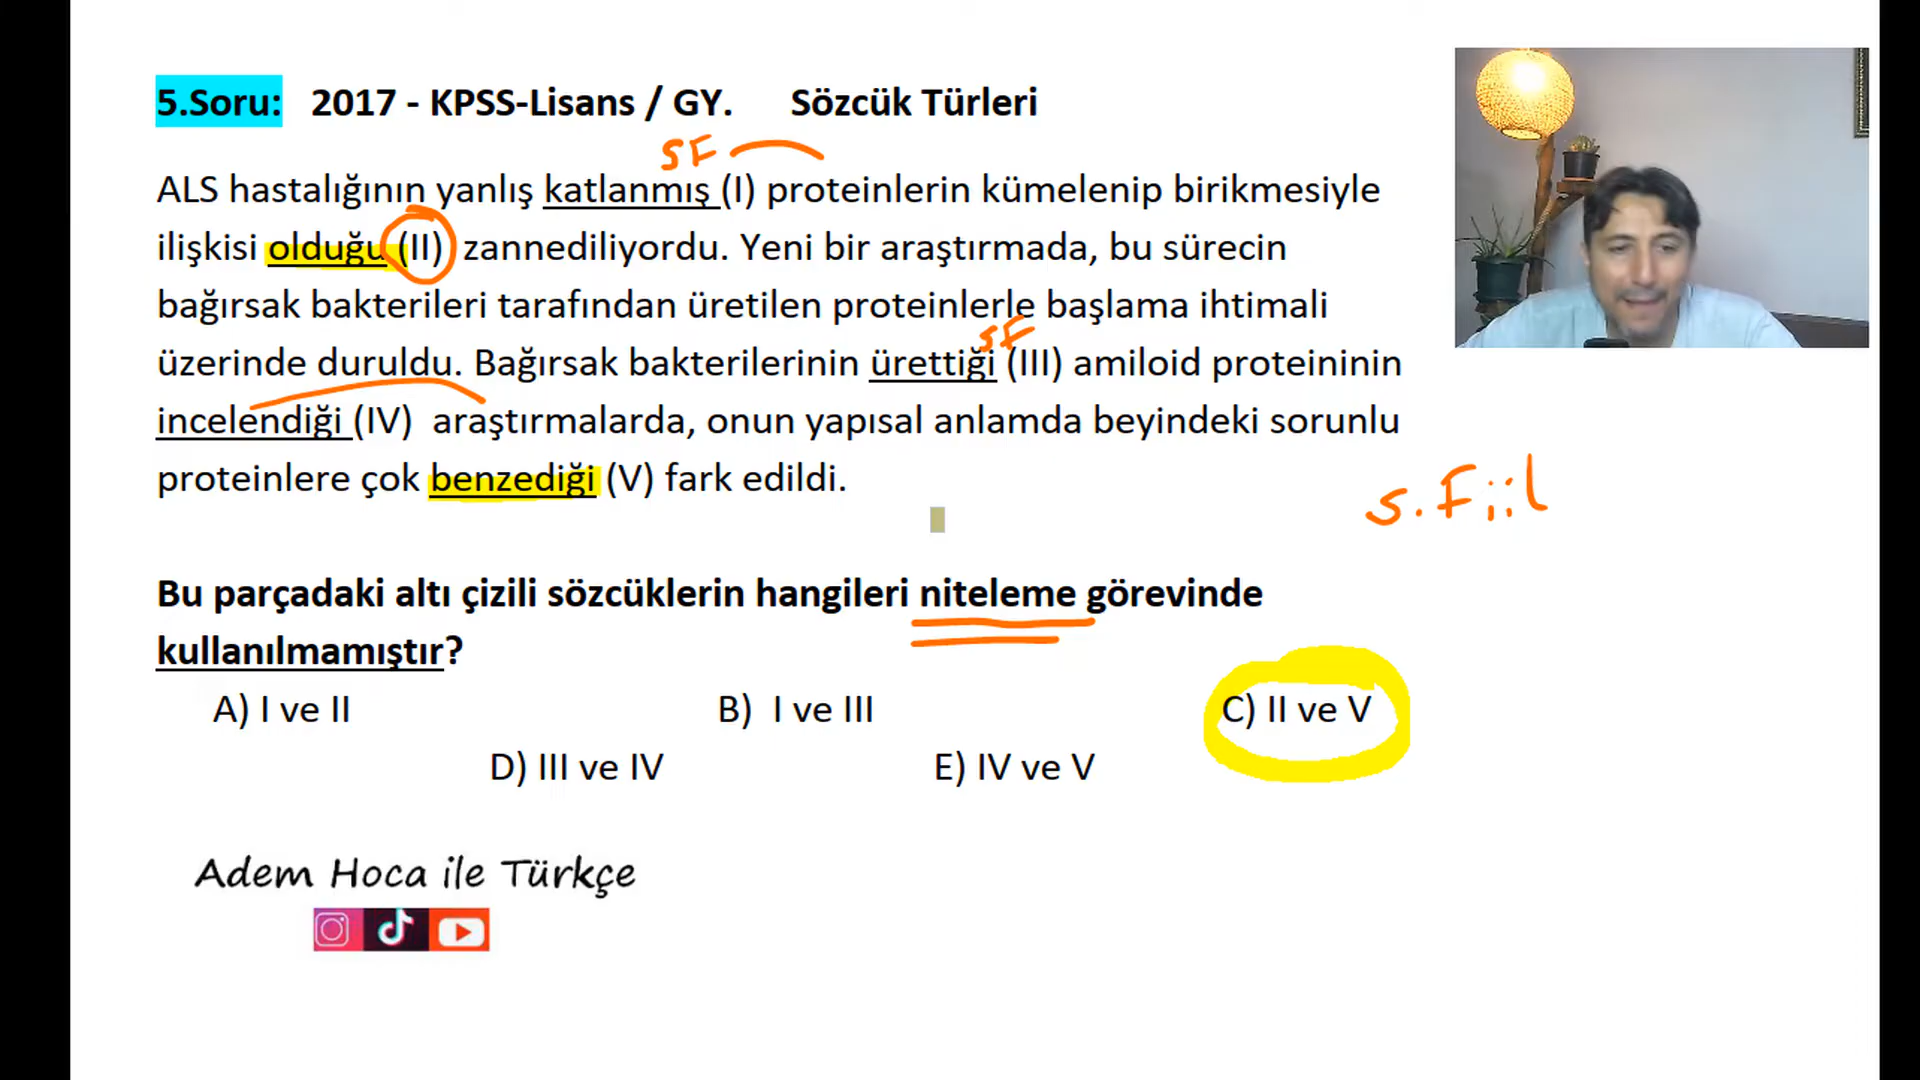 5.Soru: 2017 - KPSS-Lisans / GY. Sözcük Türleri
SF
ALS hastalığının yanlış katlanmış (I) proteinlerin kümelenip birikmesiyle
ilişkisi olduğu (II) zannediliyordu. Yeni bir araştırmada, bu sürecin
bağırsak bakterileri tarafından üretilen proteinlerle başlama ihtimali
SF
üzerinde duruldu. Bağırsak bakterilerinin ürettiği (III) amiloid proteininin
incelendiği (IV) araştırmalarda, onun yapısal anlamda beyindeki sorunlu
proteinlere çok benzediği (V) fark edildi.
s. Fiil
Bu parçadaki altı çizili sözcüklerin hangileri niteleme görevinde
kullanılmamıştır?
A) I ve II B) I ve III C) II ve V
D) III ve IV E) IV ve V
Adem Hoca ile Türkçe